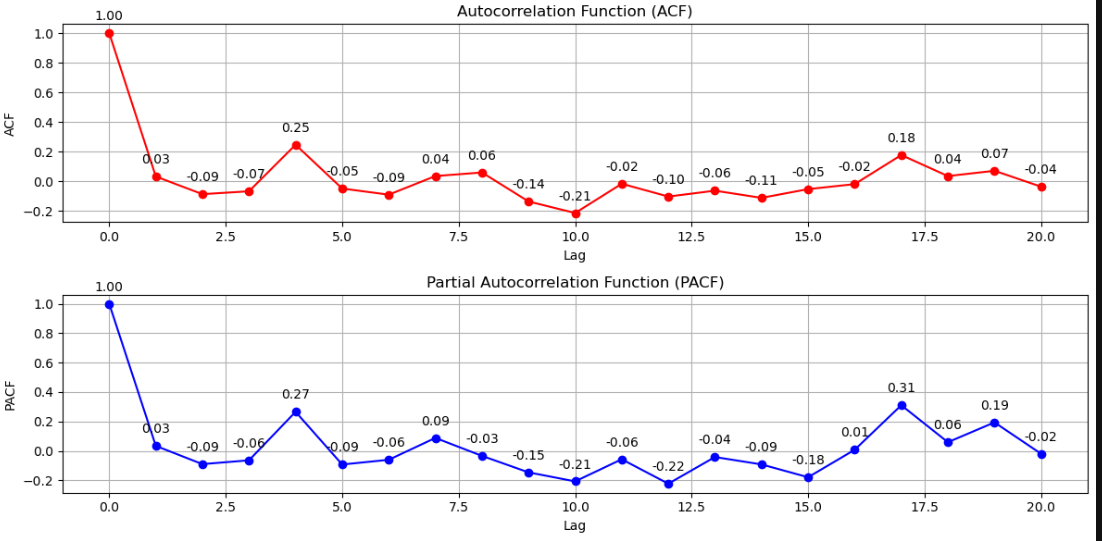 Autocorrelation Function (ACF)
1.00
1.0
0.8
0.6
0.4
0.2
0.0
−0.2
ACF
0.03 -0.09 -0.07 0.25 -0.05 -0.09 0.04 0.06 -0.14 -0.21 -0.02 -0.10 -0.06 -0.11 -0.05 -0.02 0.18 0.04 0.07 -0.04
0.0 2.5 5.0 7.5 10.0 12.5 15.0 17.5 20.0
Lag
Partial Autocorrelation Function (PACF)
1.00
1.0
0.8
0.6
0.4
0.2
0.0
−0.2
PACF
0.03 -0.09 -0.06 0.27 -0.09 -0.06 0.09 -0.03 -0.15 -0.21 -0.06 -0.22 -0.04 -0.09 -0.18 0.01 0.31 0.06 0.19 -0.02
0.0 2.5 5.0 7.5 10.0 12.5 15.0 17.5 20.0
Lag